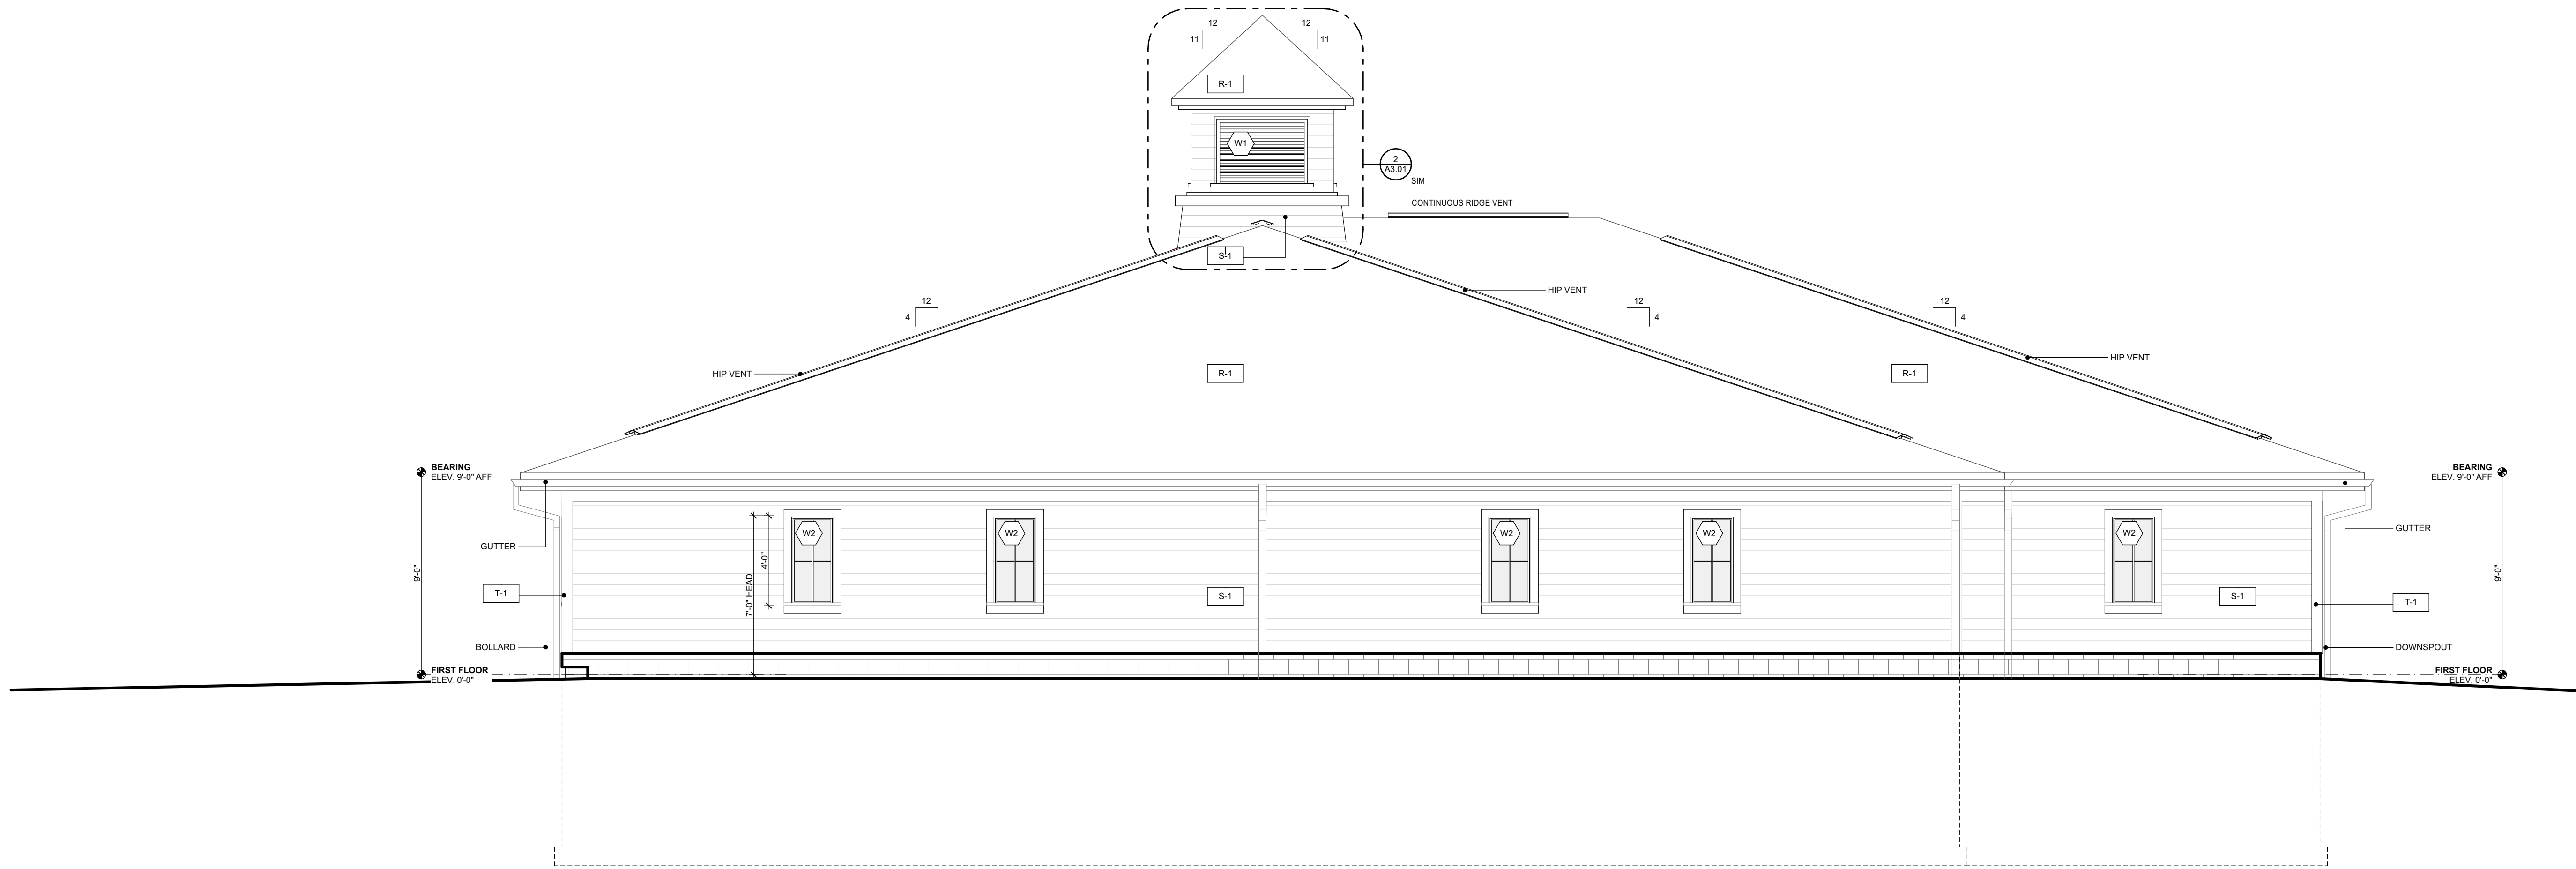 12
12
11
11
R-1
W1
2
A3.01
SIM
CONTINUOUS RIDGE VENT
S-1
HIP VENT
12
4
12
4
12
4
HIP VENT
HIP VENT
R-1
R-1
BEARING
ELEV. 9'-0" AFF
BEARING
ELEV. 9'-0" AFF
GUTTER
GUTTER
W2
W2
W2
W2
W2
4'-0"
7'-0" HEAD
9'-0"
9'-0"
T-1
S-1
S-1
T-1
BOLLARD
DOWNSPOUT
FIRST FLOOR
ELEV. 0'-0"
FIRST FLOOR
ELEV. 0'-0"